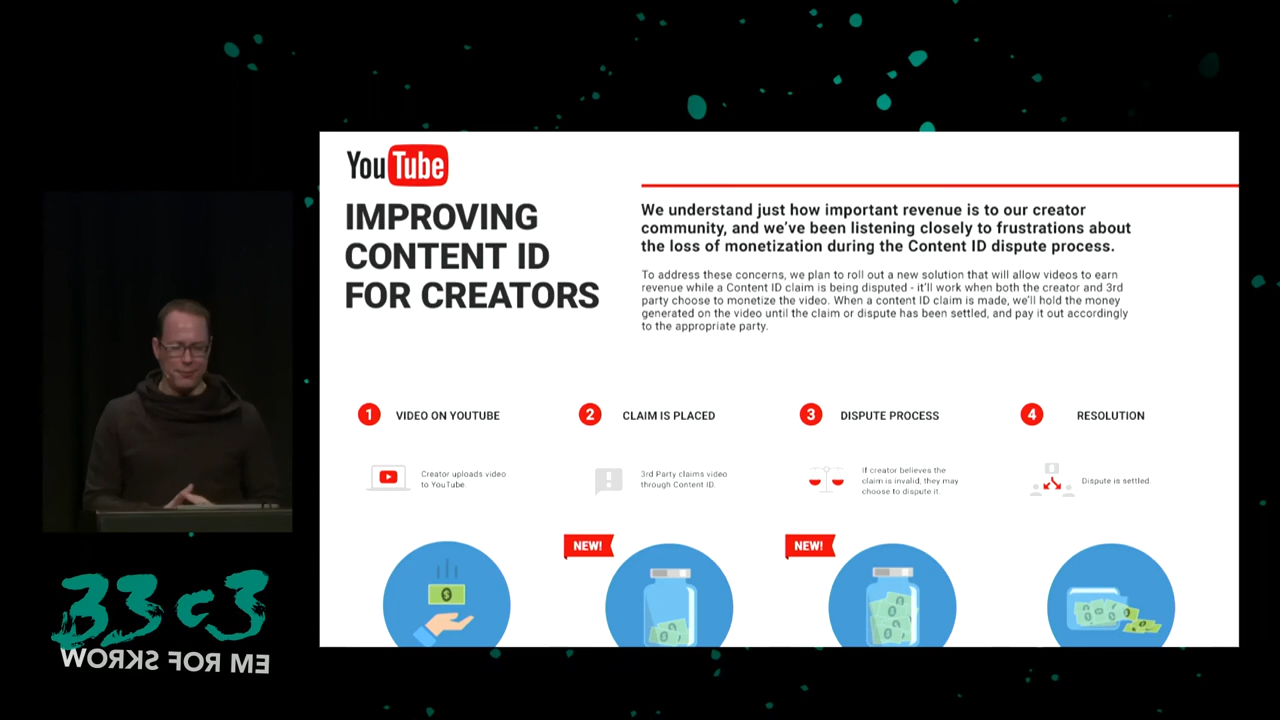 YouTube
IMPROVING
CONTENT ID
FOR CREATORS
We understand just how important revenue is to our creator
community, and we've been listening closely to frustrations about
the loss of monetization during the Content ID dispute process.
To address these concerns, we plan to roll out a new solution that will allow videos to earn
revenue while a Content ID claim is being disputed - it'll work when both the creator and 3rd
party choose to monetize the video. When a content ID claim is made, we'll hold the money
generated on the video until the claim or dispute has been settled, and pay it out accordingly
to the appropriate party.
1 VIDEO ON YOUTUBE
Creator uploads video
to YouTube.
2 CLAIM IS PLACED
3rd Party claims video
through Content ID.
3 DISPUTE PROCESS
If creator believes the
claim is invalid, they may
choose to dispute it.
4 RESOLUTION
Dispute is settled.
NEW!
NEW!
33c3
WORKS FOR ME